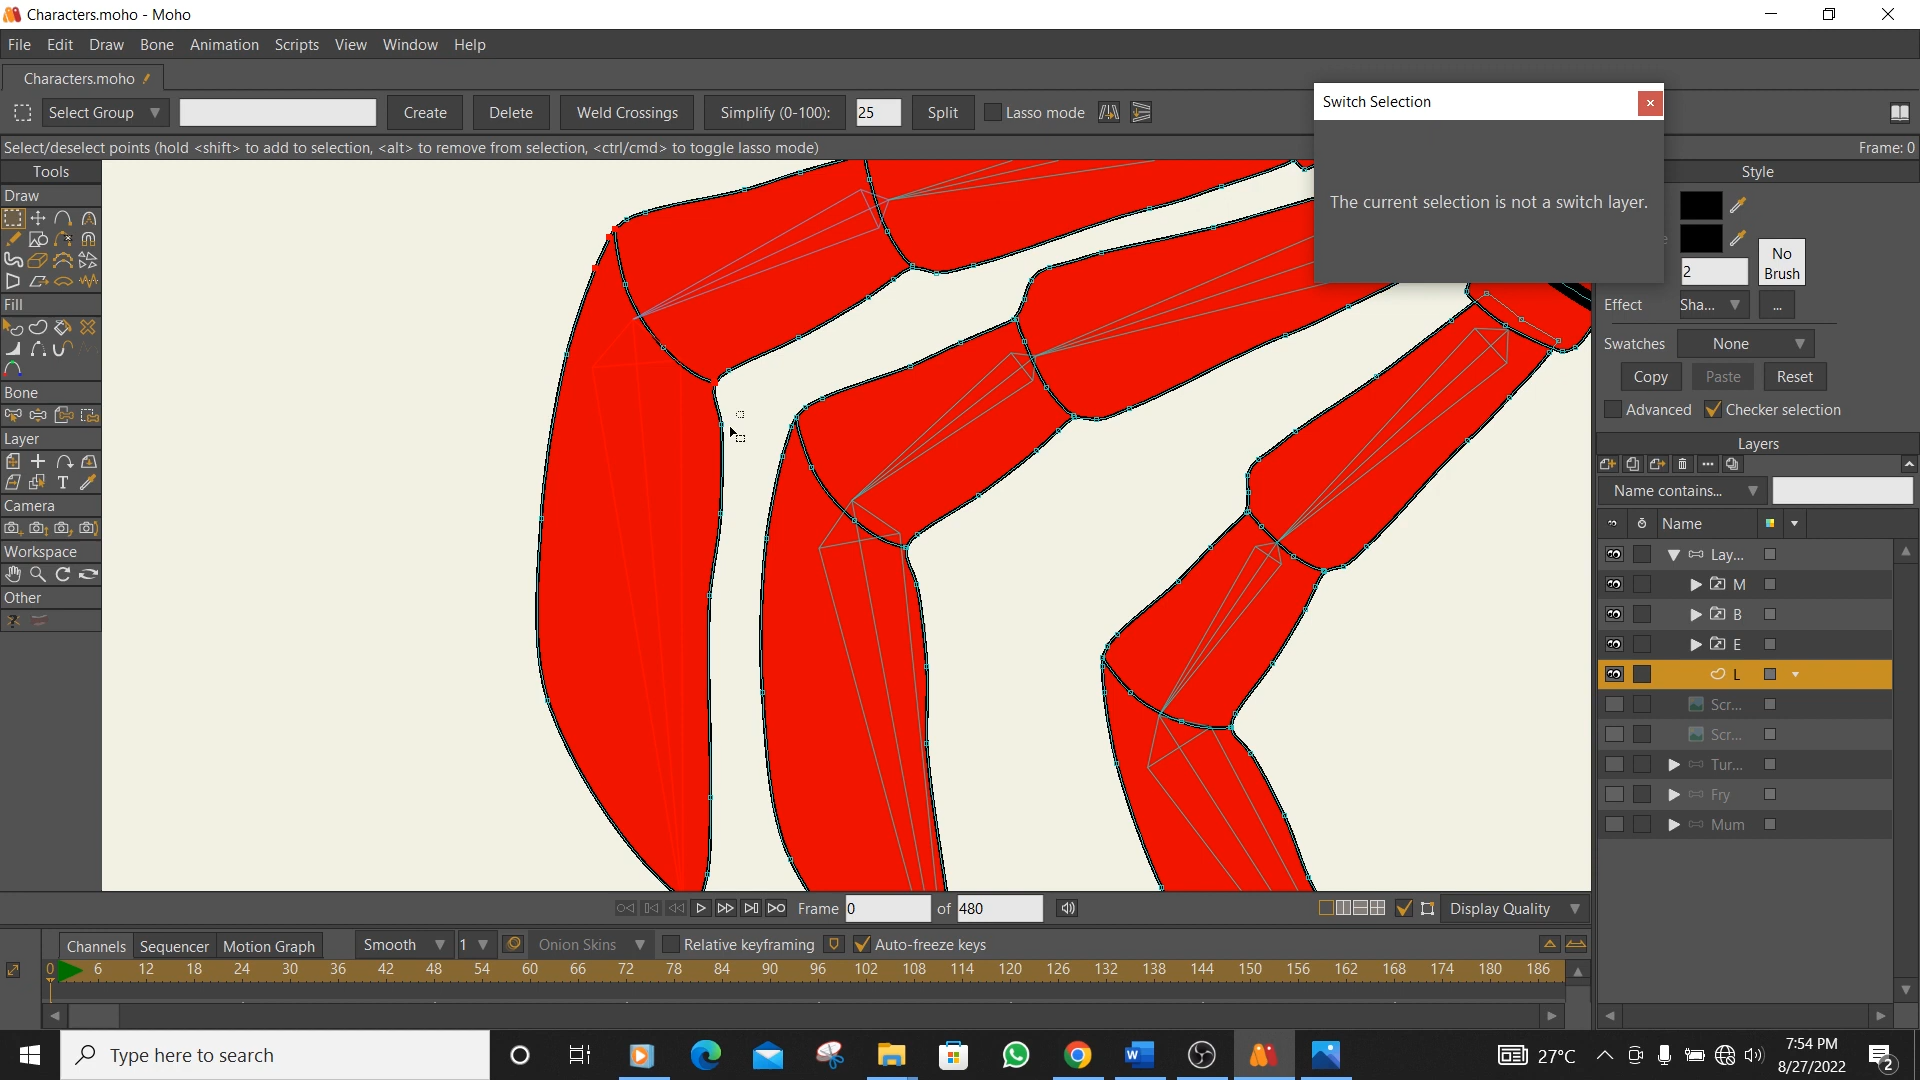 Characters.moho - Moho
File Edit Draw Bone Animation Scripts View Window Help
Characters.moho
Select Group Create Delete Weld Crossings Simplify (0-100): 25 Split Lasso mode
Select/deselect points (hold <shift> to add to selection, <alt> to remove from selection, <ctrl/cmd> to toggle lasso mode) Frame: 0
Switch Selection
The current selection is not a switch layer.
Tools
Draw
Fill
Bone
Layer
Camera
Workspace
Other
Style
2
No Brush
Effect Sha... ...
Swatches None
Copy Paste Reset
Advanced Checker selection
Layers
Name contains...
Name
Lay...
M
B
E
L
Scr...
Scr...
Tur...
Fry
Mum
Frame 0 of 480 Display Quality
Channels Sequencer Motion Graph Smooth 1 Onion Skins Relative keyframing Auto-freeze keys
0 6 12 18 24 30 36 42 48 54 60 66 72 78 84 90 96 102 108 114 120 126 132 138 144 150 156 162 168 174 180 186
Type here to search
27°C
7:54 PM
8/27/2022
2